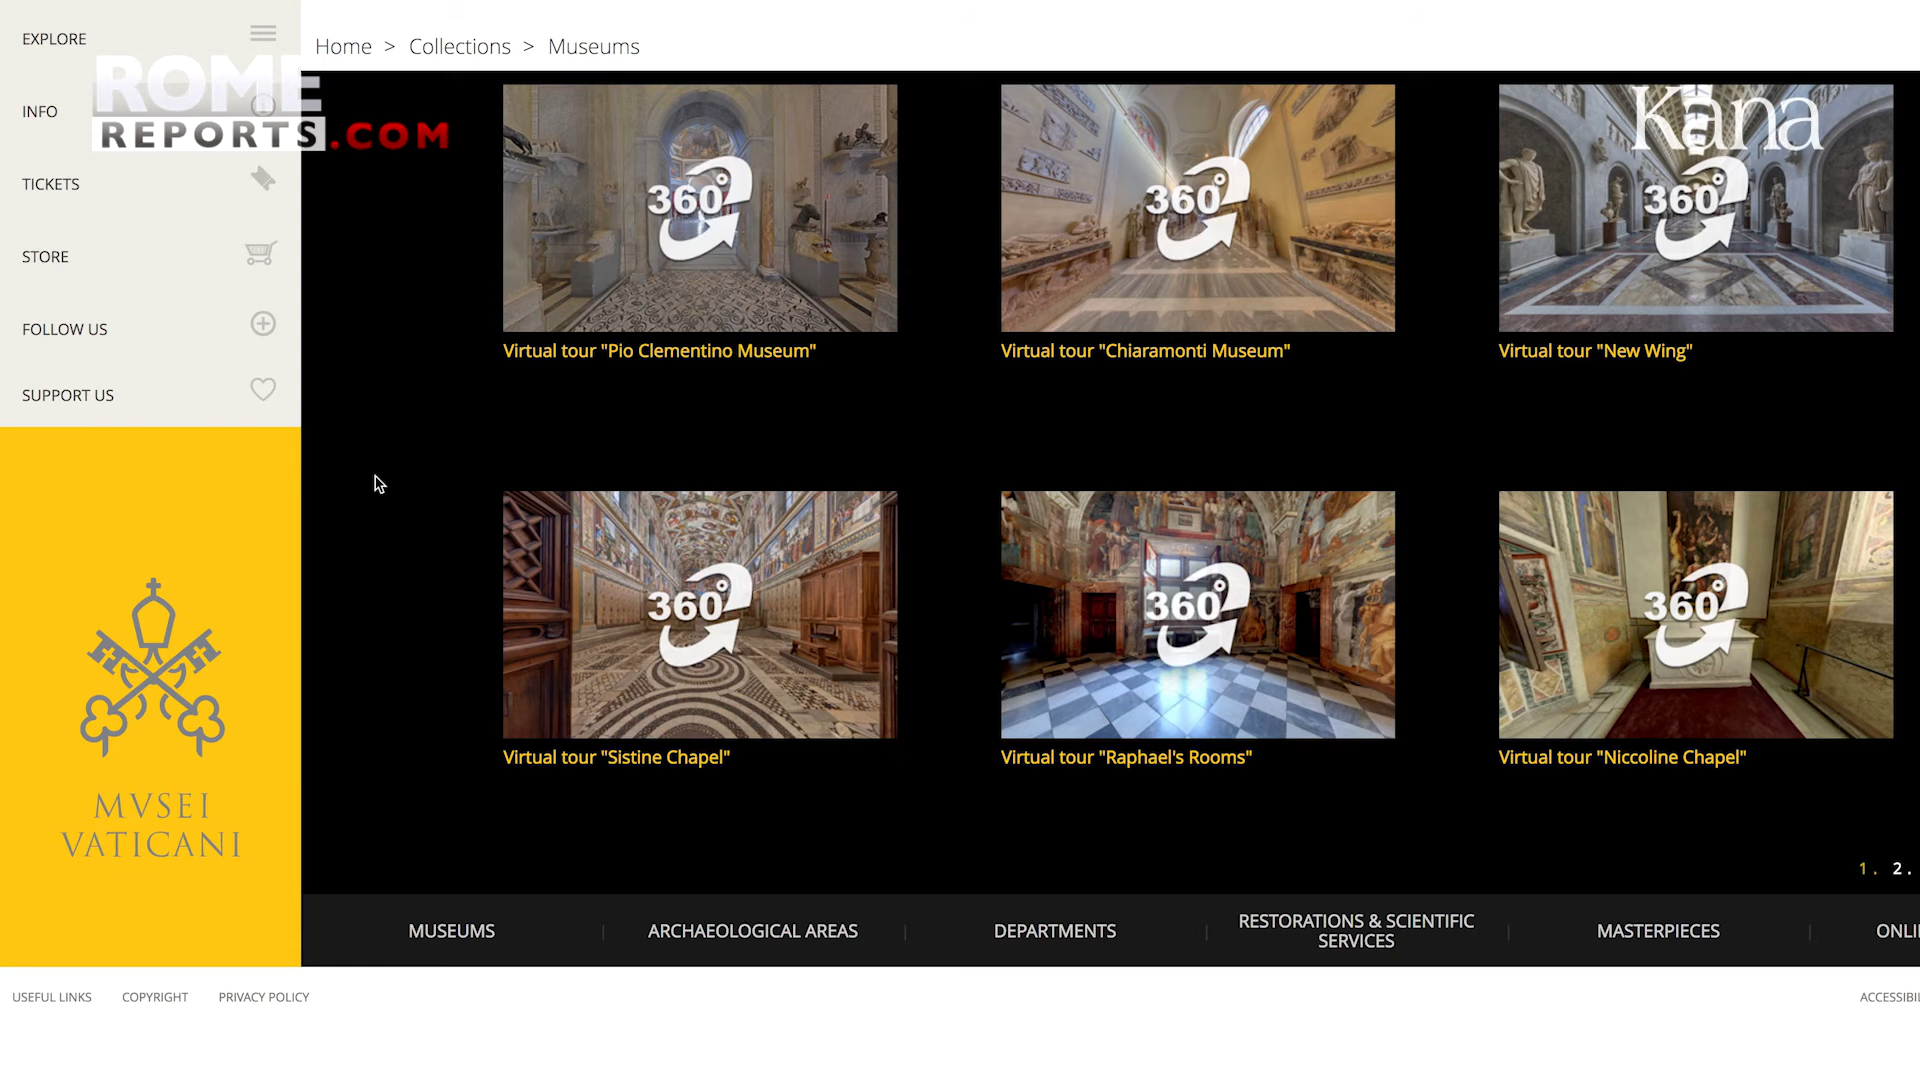 EXPLORE
Home > Collections > Museums
ROME
REPORTS.COM
INFO
TICKETS
STORE
FOLLOW US
SUPPORT US
Kana
360°
360°
360°
Virtual tour "Pio Clementino Museum"
Virtual tour "Chiaramonti Museum"
Virtual tour "New Wing"
360°
360°
360°
Virtual tour "Sistine Chapel"
Virtual tour "Raphael's Rooms"
Virtual tour "Niccoline Chapel"
MVSEI
VATICANI
1. 2.
MUSEUMS
ARCHAEOLOGICAL AREAS
DEPARTMENTS
RESTORATIONS & SCIENTIFIC
SERVICES
MASTERPIECES
ONLI
USEFUL LINKS
COPYRIGHT
PRIVACY POLICY
ACCESSIBIL